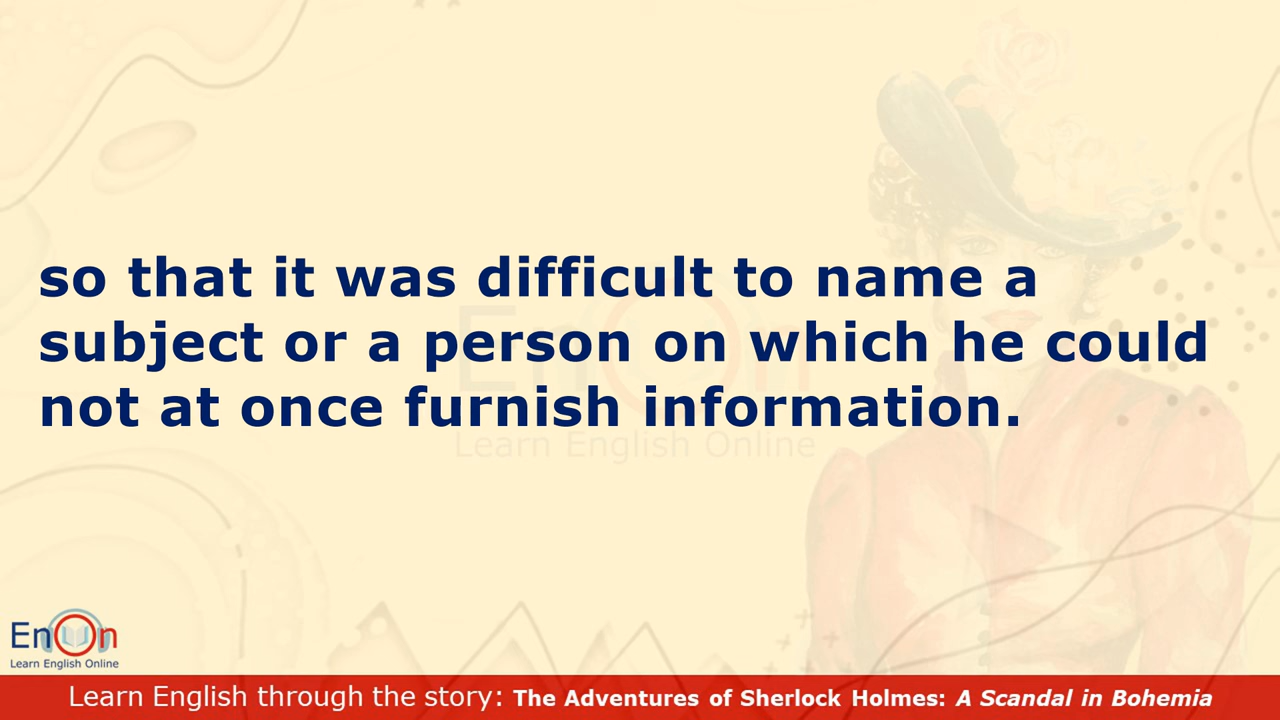 so that it was difficult to name a
subject or a person on which he could
not at once furnish information.
EnOn
Learn English Online
EnOn
Learn English Online
Learn English through the story: The Adventures of Sherlock Holmes: A Scandal in Bohemia